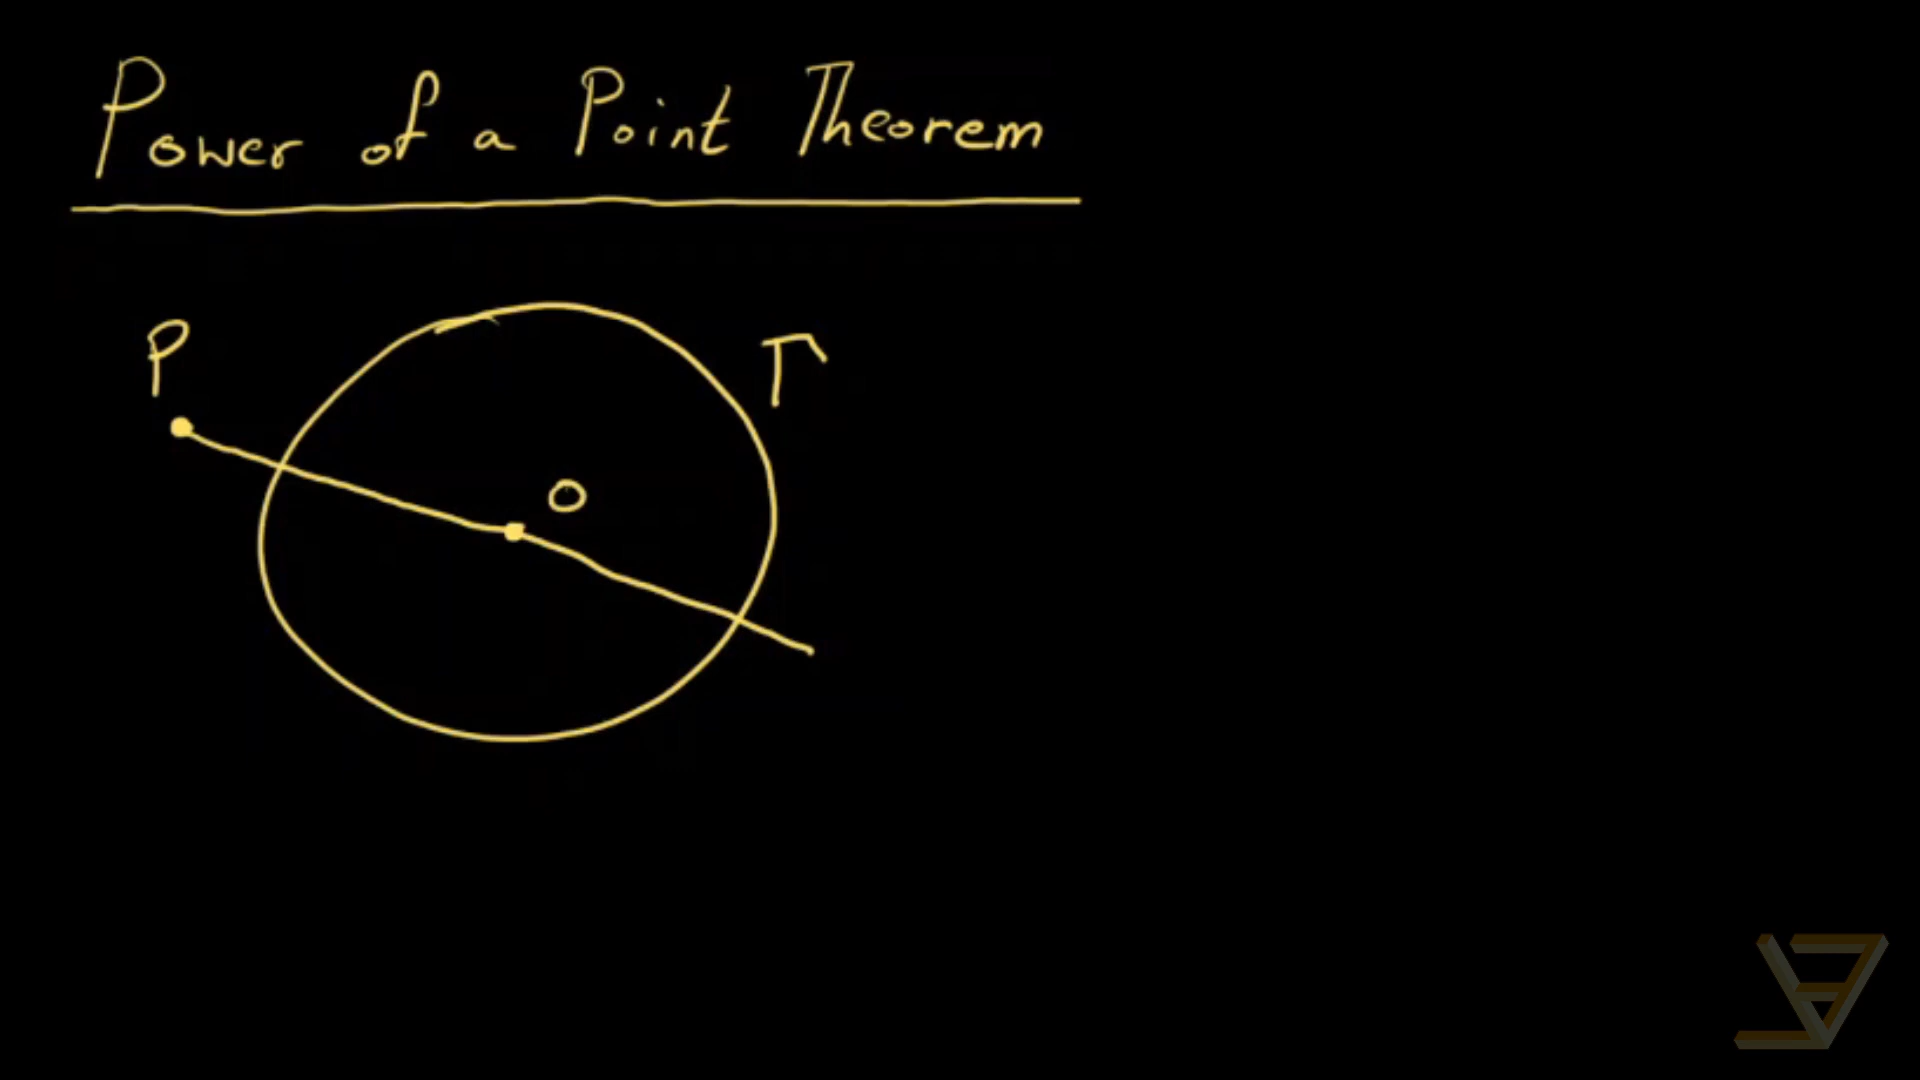 Power of a Point Theorem
P
Γ
O